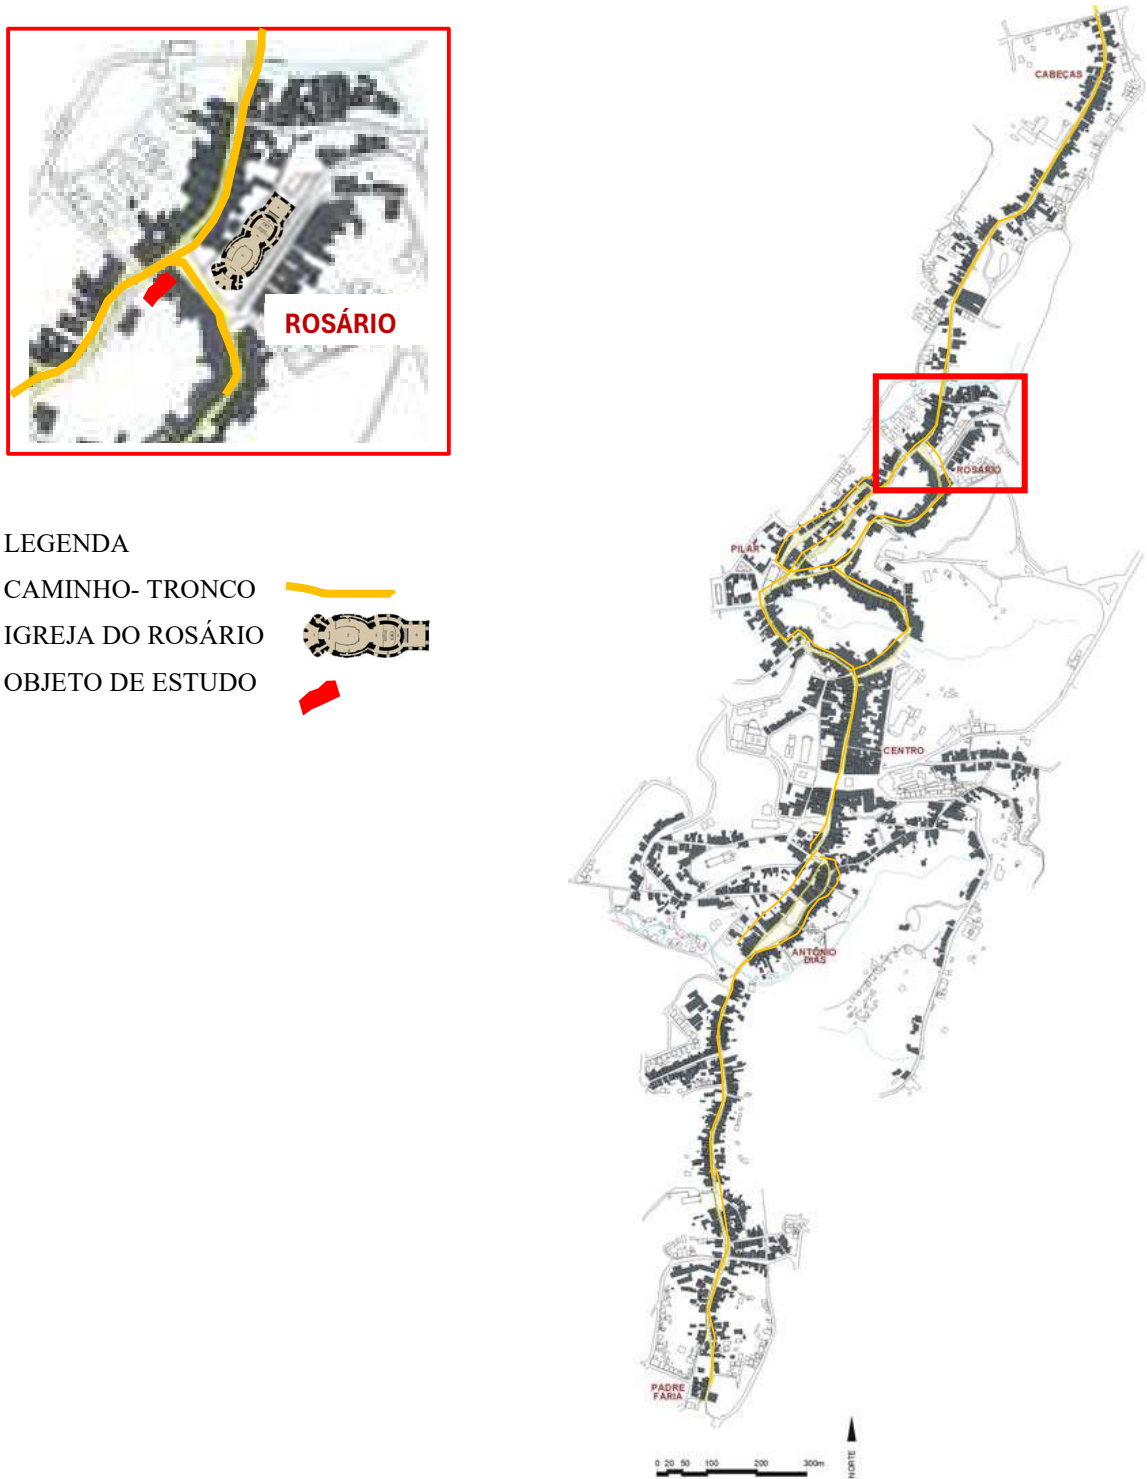 ROSÁRIO
LEGENDA
CAMINHO- TRONCO
IGREJA DO ROSÁRIO
OBJETO DE ESTUDO
CABEÇAS
ROSÁRIO
PILAR
CENTRO
ANTÔNIO
DIAS
PADRE
FARIA
0 20 50 100 200 300m
NORTE